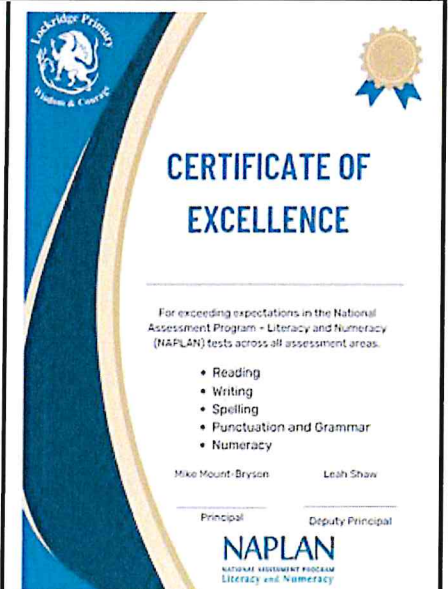 Lockridge Primary
Wisdom & Courage
CERTIFICATE OF
EXCELLENCE
For exceeding expectations in the National
Assessment Program – Literacy and Numeracy
(NAPLAN) tests across all assessment areas.
• Reading
• Writing
• Spelling
• Punctuation and Grammar
• Numeracy
Mike Mount-Bryson Leah Shaw
Principal Deputy Principal
NAPLAN
NATIONAL ASSESSMENT PROGRAM
Literacy and Numeracy